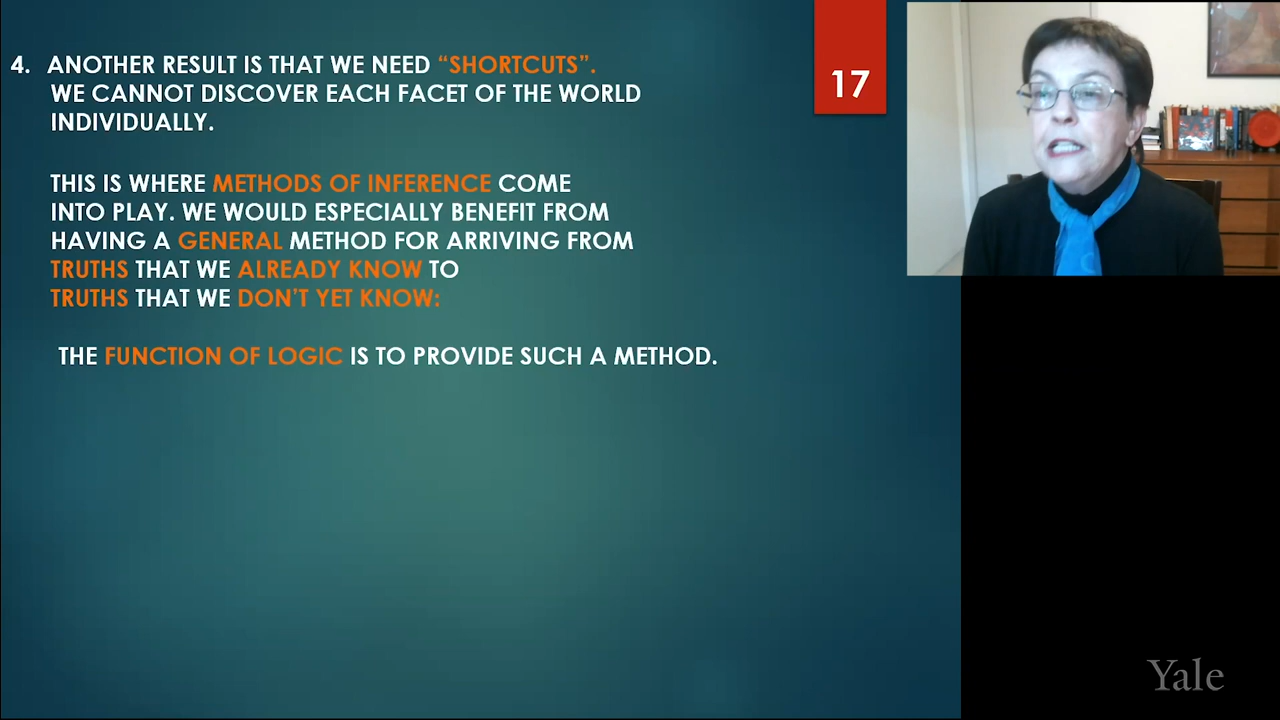 4. ANOTHER RESULT IS THAT WE NEED “SHORTCUTS”.
WE CANNOT DISCOVER EACH FACET OF THE WORLD
INDIVIDUALLY.
THIS IS WHERE METHODS OF INFERENCE COME
INTO PLAY. WE WOULD ESPECIALLY BENEFIT FROM
HAVING A GENERAL METHOD FOR ARRIVING FROM
TRUTHS THAT WE ALREADY KNOW TO
TRUTHS THAT WE DON’T YET KNOW:
THE FUNCTION OF LOGIC IS TO PROVIDE SUCH A METHOD.
17
Yale